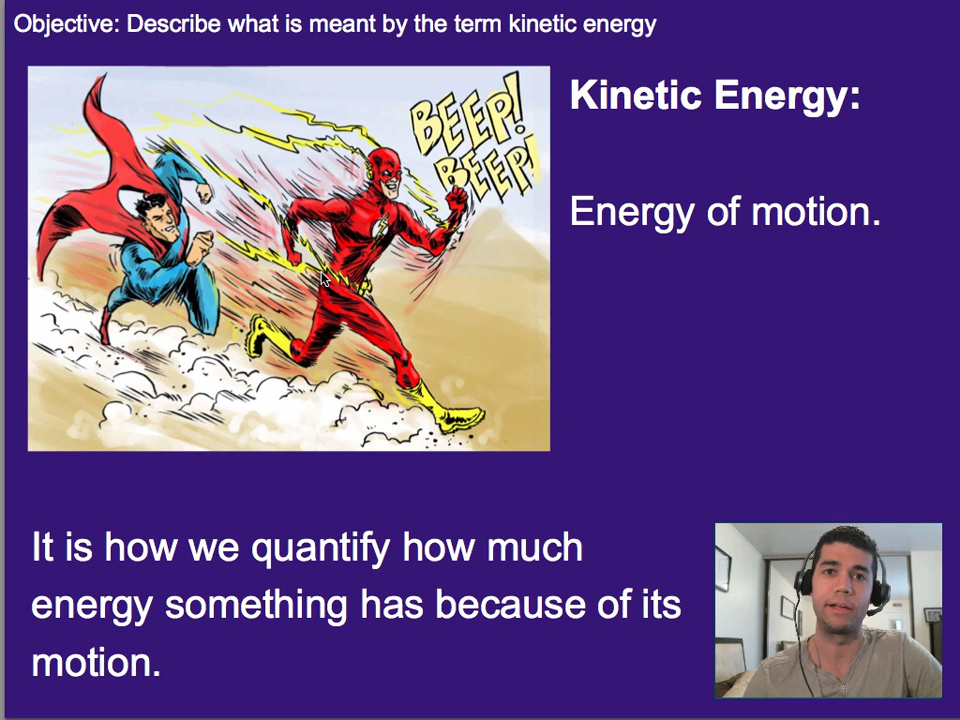 Objective: Describe what is meant by the term kinetic energy
BEEP!
BEEP!
Kinetic Energy:
Energy of motion.
It is how we quantify how much
energy something has because of its
motion.